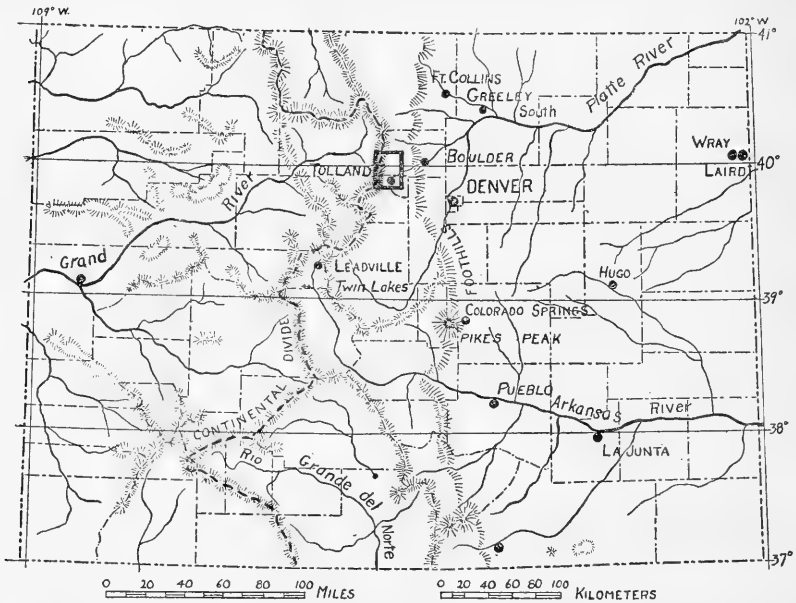 109° W.
102° W
41°
FT. COLLINS
GREELEY
South Platte River
WRAY
LAIRD
40°
BOULDER
TOLLAND
DENVER
River
Grand
FOOTHILLS
LEADVILLE
Twin Lakes
HUGO
39°
COLORADO SPRINGS
PIKES PEAK
DIVIDE
CONTINENTAL
PUEBLO
Arkansas River
38°
LA JUNTA
Rio Grande del Norte
37°
0 20 40 60 80 100 MILES
0 20 40 60 80 100 KILOMETERS